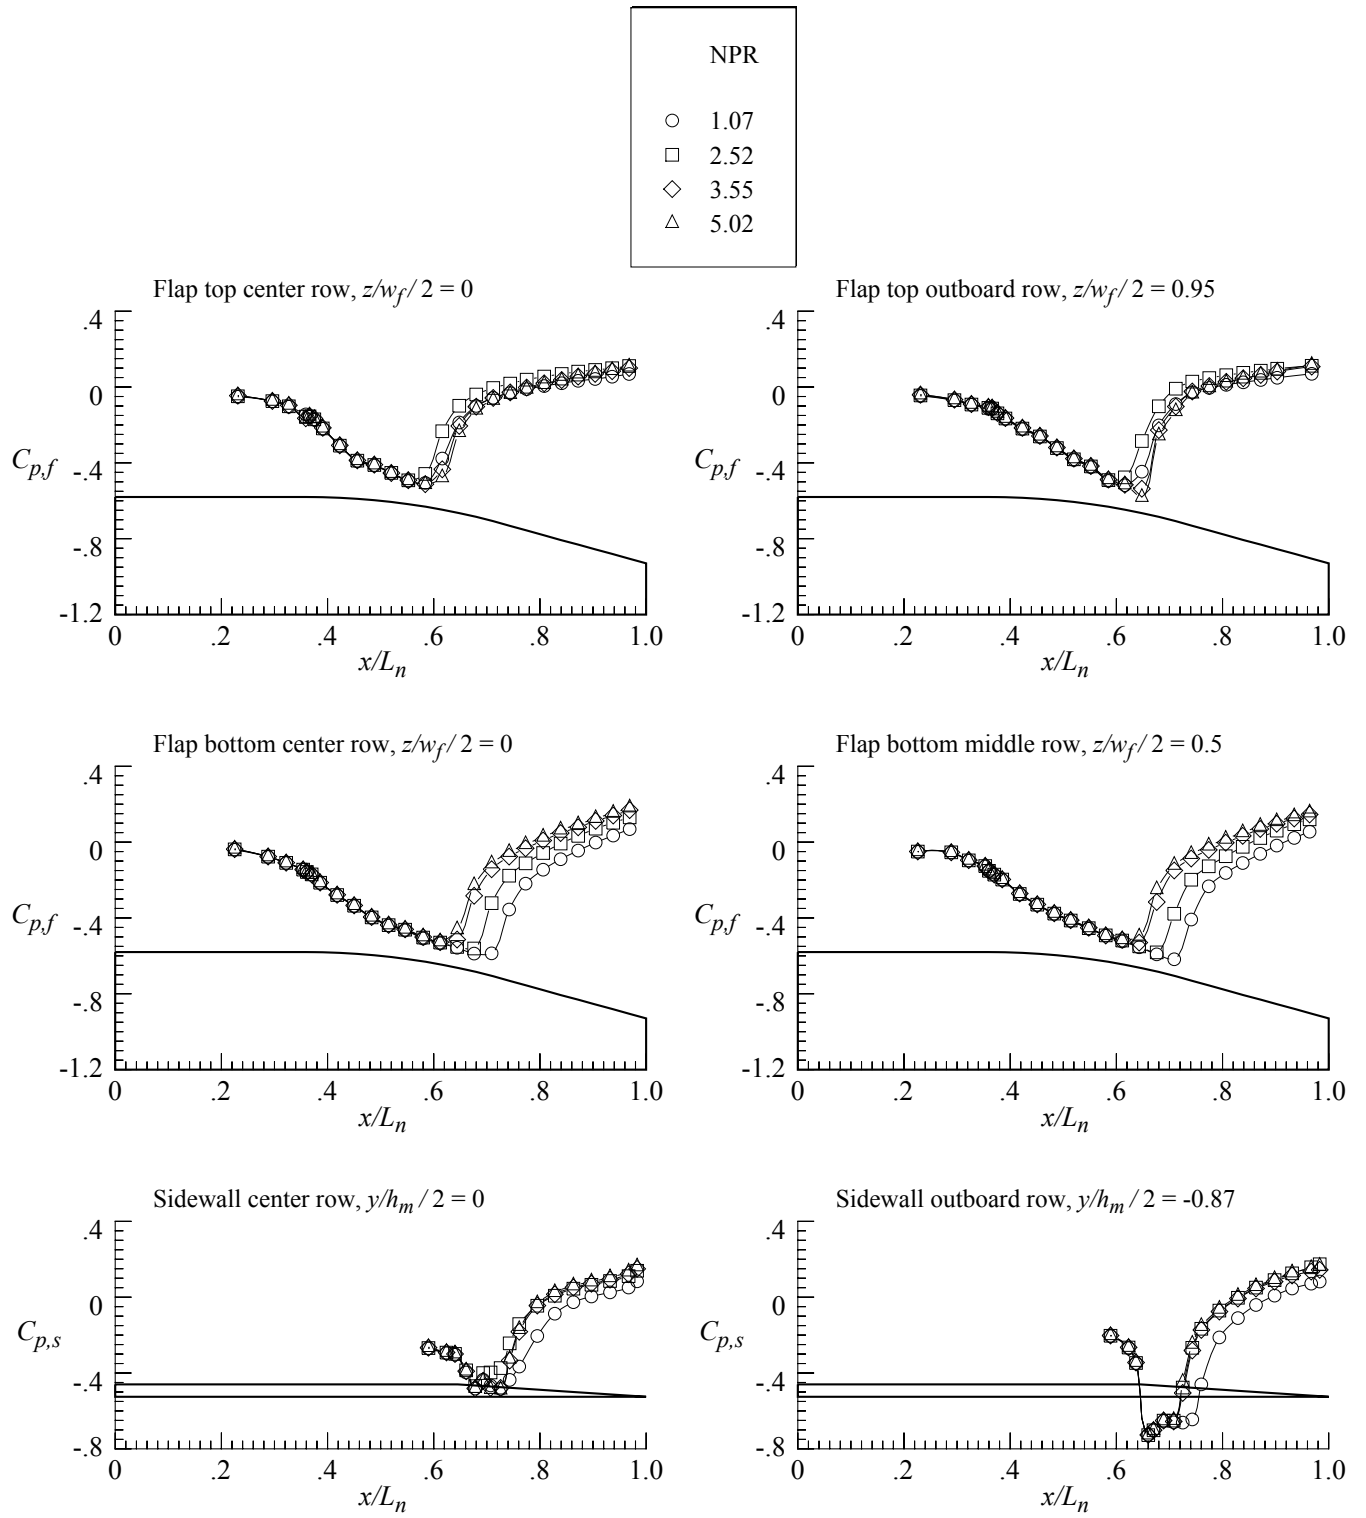 NPR
1.07
2.52
3.55
5.02
Flap top center row, z/w_f / 2 = 0
.4
0
-.4
-.8
-1.2
C_p,f
0 .2 .4 .6 .8 1.0
x/L_n
Flap top outboard row, z/w_f / 2 = 0.95
.4
0
-.4
-.8
-1.2
C_p,f
0 .2 .4 .6 .8 1.0
x/L_n
Flap bottom center row, z/w_f / 2 = 0
.4
0
-.4
-.8
-1.2
C_p,f
0 .2 .4 .6 .8 1.0
x/L_n
Flap bottom middle row, z/w_f / 2 = 0.5
.4
0
-.4
-.8
-1.2
C_p,f
0 .2 .4 .6 .8 1.0
x/L_n
Sidewall center row, y/h_m / 2 = 0
.4
0
-.4
-.8
C_p,s
0 .2 .4 .6 .8 1.0
x/L_n
Sidewall outboard row, y/h_m / 2 = -0.87
.4
0
-.4
-.8
C_p,s
0 .2 .4 .6 .8 1.0
x/L_n